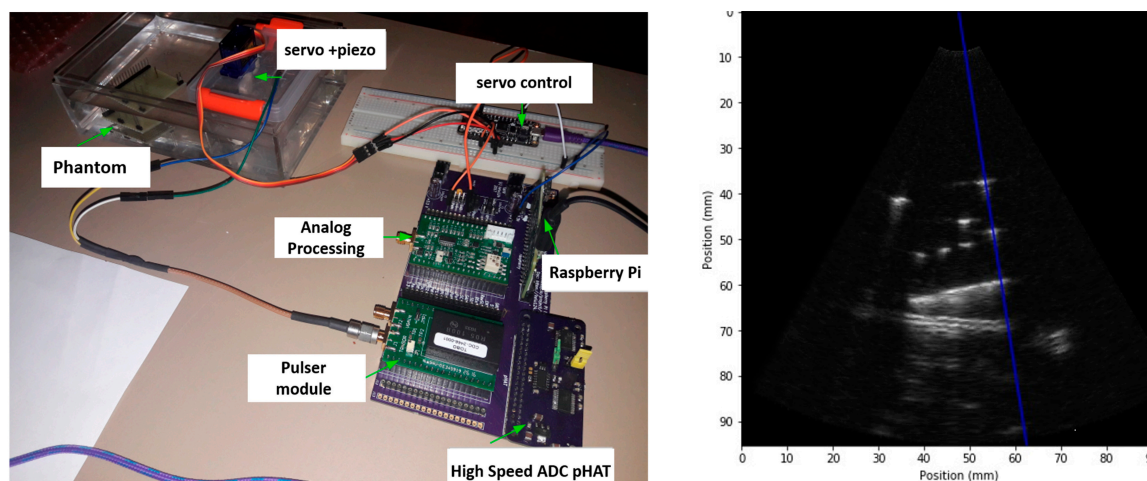 servo +piezo
servo control
Phantom
Analog
Processing
Raspberry Pi
Pulser
module
High Speed ADC pHAT
0
10
20
30
40
50
60
70
80
90
Position (mm)
0
10
20
30
40
50
60
70
80
Position (mm)